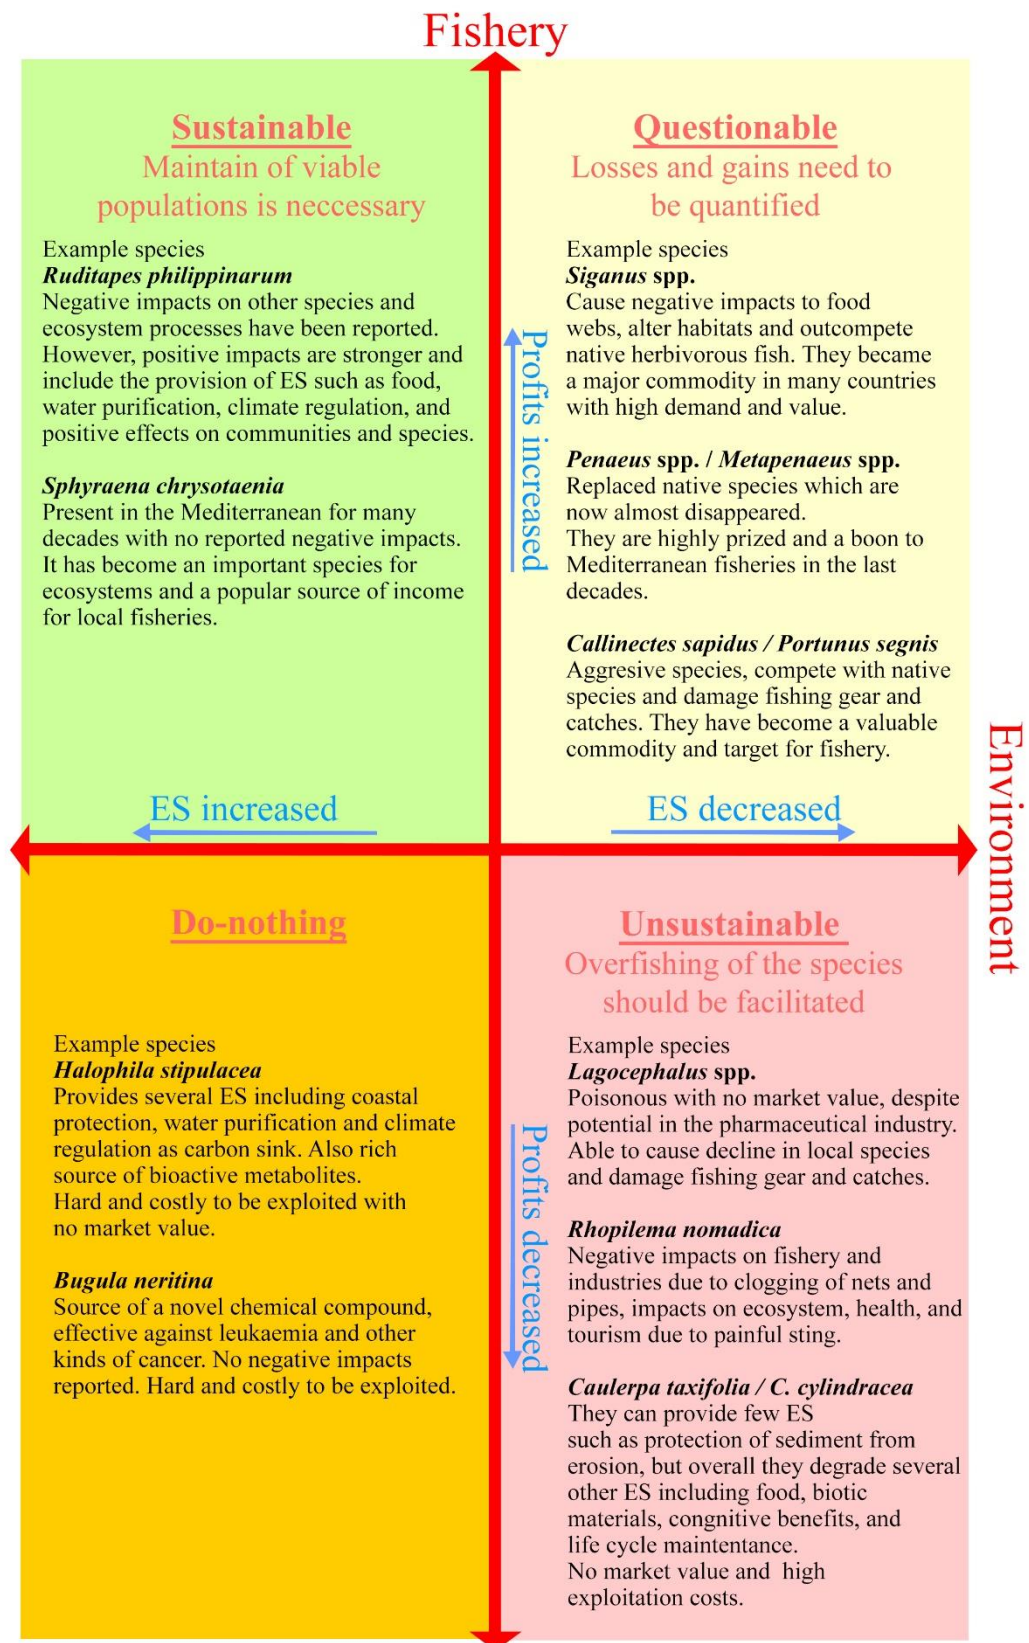 Fishery
Sustainable
Maintain of viable
populations is neccessary
Example species
Ruditapes philippinarum
Negative impacts on other species and
ecosystem processes have been reported.
However, positive impacts are stronger and
include the provision of ES such as food,
water purification, climate regulation, and
positive effects on communities and species.
Sphyraena chrysotaenia
Present in the Mediterranean for many
decades with no reported negative impacts.
It has become an important species for
ecosystems and a popular source of income
for local fisheries.
Questionable
Losses and gains need to
be quantified
Example species
Siganus spp.
Cause negative impacts to food
webs, alter habitats and outcompete
native herbivorous fish. They became
a major commodity in many countries
with high demand and value.
Penaeus spp. / Metapenaeus spp.
Replaced native species which are
now almost disappeared.
They are highly prized and a boon to
Mediterranean fisheries in the last
decades.
Callinectes sapidus / Portunus segnis
Aggresive species, compete with native
species and damage fishing gear and
catches. They have become a valuable
commodity and target for fishery.
Profits increased
ES increased
ES decreased
Environment
Do-nothing
Example species
Halophila stipulacea
Provides several ES including coastal
protection, water purification and climate
regulation as carbon sink. Also rich
source of bioactive metabolites.
Hard and costly to be exploited with
no market value.
Bugula neritina
Source of a novel chemical compound,
effective against leukaemia and other
kinds of cancer. No negative impacts
reported. Hard and costly to be exploited.
Unsustainable
Overfishing of the species
should be facilitated
Example species
Lagocephalus spp.
Poisonous with no market value, despite
potential in the pharmaceutical industry.
Able to cause decline in local species
and damage fishing gear and catches.
Rhopilema nomadica
Negative impacts on fishery and
industries due to clogging of nets and
pipes, impacts on ecosystem, health, and
tourism due to painful sting.
Caulerpa taxifolia / C. cylindracea
They can provide few ES
such as protection of sediment from
erosion, but overall they degrade several
other ES including food, biotic
materials, congnitive benefits, and
life cycle maintentance.
No market value and high
exploitation costs.
Profits decreased